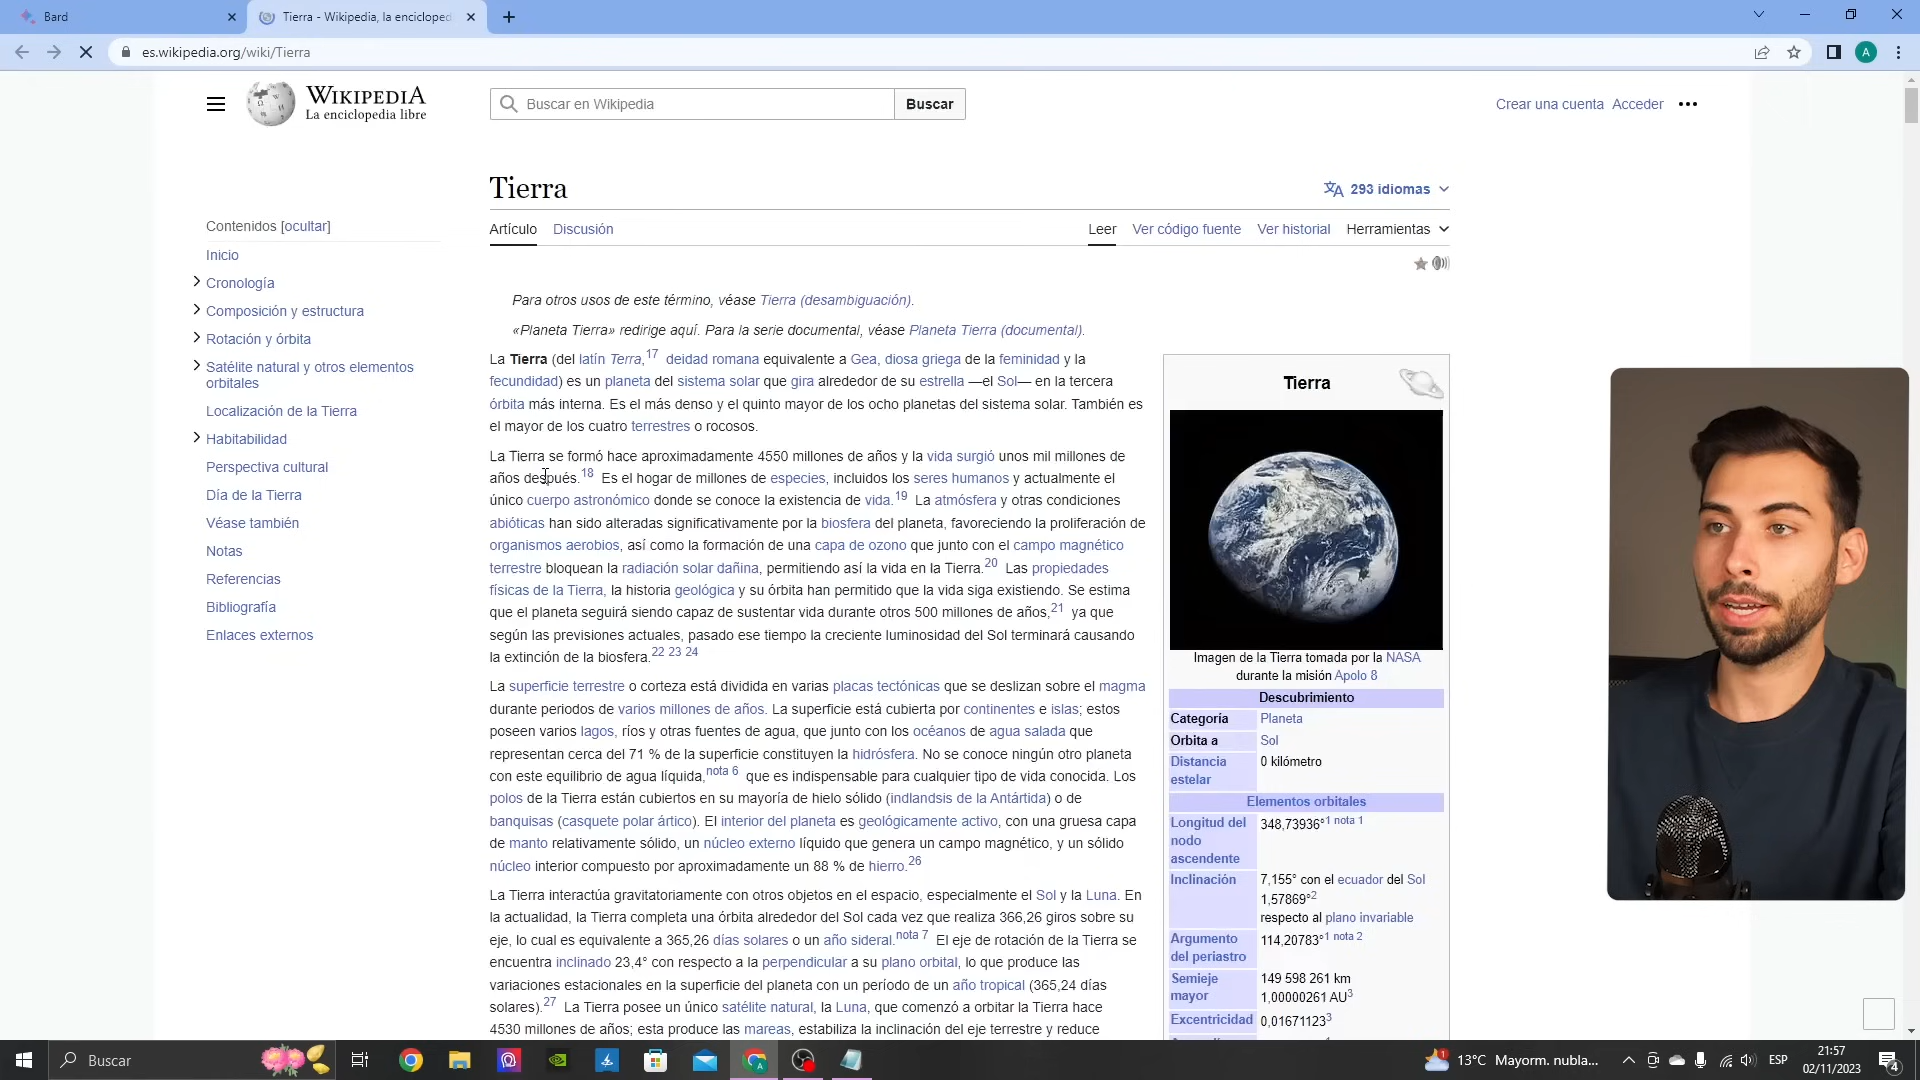 Bard
Tierra - Wikipedia, la encicloped
es.wikipedia.org/wiki/Tierra
A
WIKIPEDIA
La enciclopedia libre
Buscar en Wikipedia
Buscar
Crear una cuenta Acceder
Tierra
293 idiomas
Artículo Discusión
Leer Ver código fuente Ver historial Herramientas
Contenidos [ocultar]
Inicio
Cronología
Composición y estructura
Rotación y órbita
Satélite natural y otros elementos
orbitales
Localización de la Tierra
Habitabilidad
Perspectiva cultural
Día de la Tierra
Véase también
Notas
Referencias
Bibliografía
Enlaces externos
Para otros usos de este término, véase Tierra (desambiguación).
«Planeta Tierra» redirige aquí. Para la serie documental, véase Planeta Tierra (documental).
La Tierra (del latín Terra,17 deidad romana equivalente a Gea, diosa griega de la feminidad y la
fecundidad) es un planeta del sistema solar que gira alrededor de su estrella —el Sol— en la tercera
órbita más interna. Es el más denso y el quinto mayor de los ocho planetas del sistema solar. También es
el mayor de los cuatro terrestres o rocosos.
La Tierra se formó hace aproximadamente 4550 millones de años y la vida surgió unos mil millones de
años después.18 Es el hogar de millones de especies, incluidos los seres humanos y actualmente el
único cuerpo astronómico donde se conoce la existencia de vida.19 La atmósfera y otras condiciones
abióticas han sido alteradas significativamente por la biosfera del planeta, favoreciendo la proliferación de
organismos aerobios, así como la formación de una capa de ozono que junto con el campo magnético
terrestre bloquean la radiación solar dañina, permitiendo así la vida en la Tierra.20 Las propiedades
físicas de la Tierra, la historia geológica y su órbita han permitido que la vida siga existiendo. Se estima
que el planeta seguirá siendo capaz de sustentar vida durante otros 500 millones de años,21 ya que
según las previsiones actuales, pasado ese tiempo la creciente luminosidad del Sol terminará causando
la extinción de la biosfera.22 23 24
La superficie terrestre o corteza está dividida en varias placas tectónicas que se deslizan sobre el magma
durante periodos de varios millones de años. La superficie está cubierta por continentes e islas; estos
poseen varios lagos, ríos y otras fuentes de agua, que junto con los océanos de agua salada que
representan cerca del 71 % de la superficie constituyen la hidrósfera. No se conoce ningún otro planeta
con este equilibrio de agua líquida,nota 6 que es indispensable para cualquier tipo de vida conocida. Los
polos de la Tierra están cubiertos en su mayoría de hielo sólido (indlandsis de la Antártida) o de
banquisas (casquete polar ártico). El interior del planeta es geológicamente activo, con una gruesa capa
de manto relativamente sólido, un núcleo externo líquido que genera un campo magnético, y un sólido
núcleo interior compuesto por aproximadamente un 88 % de hierro.26
La Tierra interactúa gravitatoriamente con otros objetos en el espacio, especialmente el Sol y la Luna. En
la actualidad, la Tierra completa una órbita alrededor del Sol cada vez que realiza 366,26 giros sobre su
eje, lo cual es equivalente a 365,26 días solares o un año sideral.nota 7 El eje de rotación de la Tierra se
encuentra inclinado 23,4° con respecto a la perpendicular a su plano orbital, lo que produce las
variaciones estacionales en la superficie del planeta con un período de un año tropical (365,24 días
solares).27 La Tierra posee un único satélite natural, la Luna, que comenzó a orbitar la Tierra hace
4530 millones de años; esta produce las mareas, estabiliza la inclinación del eje terrestre y reduce
Tierra
Imagen de la Tierra tomada por la NASA
durante la misión Apolo 8
Descubrimiento
Categoría Planeta
Orbita a Sol
Distancia
estelar
0 kilómetro
Elementos orbitales
Longitud del
nodo
ascendente
348,73936°1 nota 1
Inclinación 7,155° con el ecuador del Sol
1,57869°2
respecto al plano invariable
Argumento
del periastro
114,20783°1 nota 2
Semieje
mayor
149 598 261 km
1,00000261 AU3
Excentricidad 0,016711233
Buscar
13°C Mayorm. nubla...
ESP
21:57
02/11/2023
4